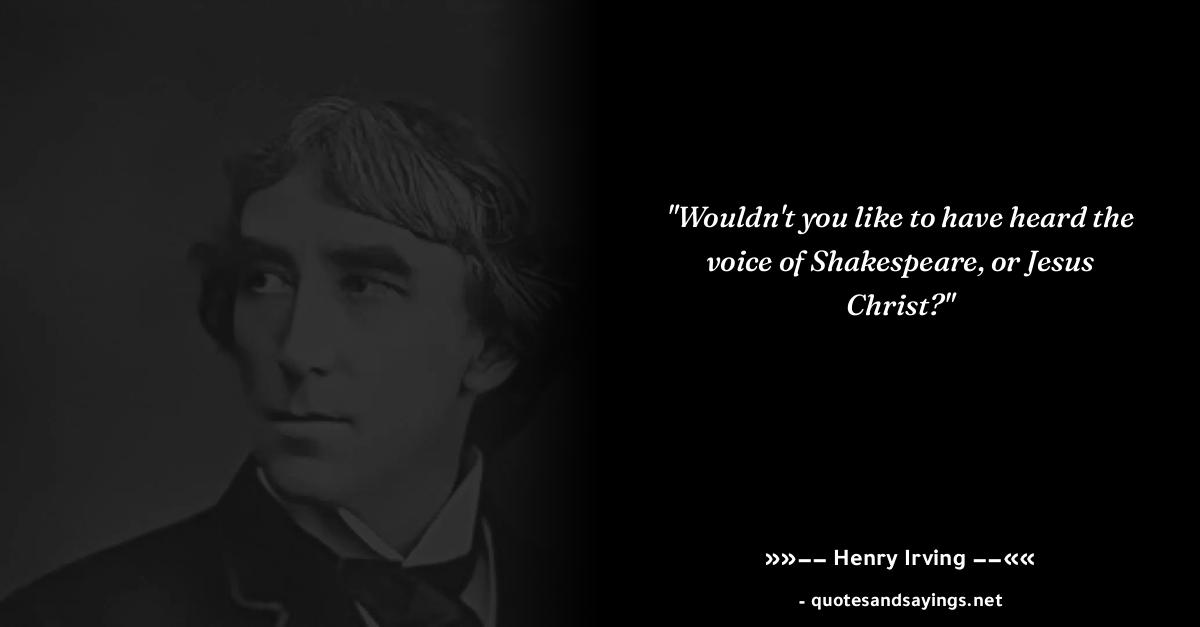 "Wouldn't you like to have heard the
voice of Shakespeare, or Jesus
Christ?"
»»−− Henry Irving −−««
- quotesandsayings.net